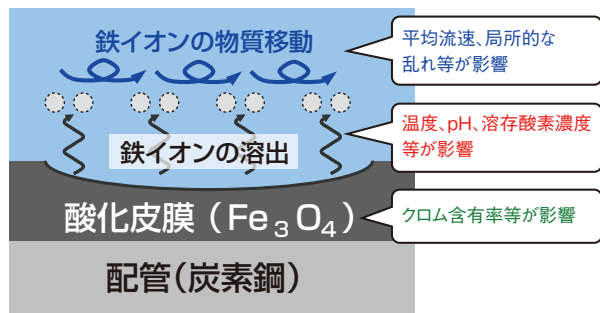 鉄イオンの物質移動
平均流速、局所的な
乱れ等が影響
鉄イオンの溶出
温度、pH、溶存酸素濃度
等が影響
酸化皮膜（Fe₃O₄）
クロム含有率等が影響
配管（炭素鋼）